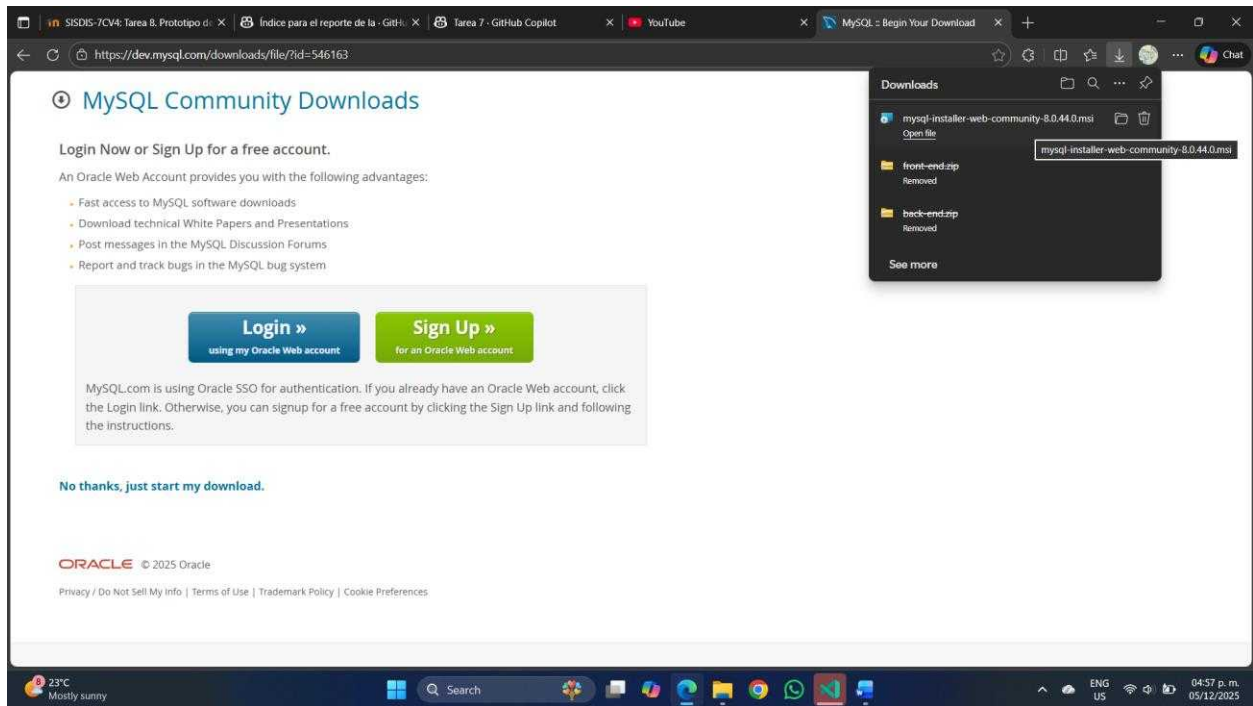 SISDIS-7CV4: Tarea 8. Prototipo de
Índice para el reporte de la - GitHu
Tarea 7 - GitHub Copilot
YouTube
MySQL :: Begin Your Download
https://dev.mysql.com/downloads/file/?id=546163
Chat
MySQL Community Downloads
Login Now or Sign Up for a free account.
An Oracle Web Account provides you with the following advantages:
Fast access to MySQL software downloads
Download technical White Papers and Presentations
Post messages in the MySQL Discussion Forums
Report and track bugs in the MySQL bug system
Login »
using my Oracle Web account
Sign Up »
for an Oracle Web account
MySQL.com is using Oracle SSO for authentication. If you already have an Oracle Web account, click
the Login link. Otherwise, you can signup for a free account by clicking the Sign Up link and following
the instructions.
No thanks, just start my download.
ORACLE © 2025 Oracle
Privacy / Do Not Sell My Info | Terms of Use | Trademark Policy | Cookie Preferences
Downloads
mysql-installer-web-community-8.0.44.0.msi
Open file
mysql-installer-web-community-8.0.44.0.msi
front-end.zip
Removed
back-end.zip
Removed
See more
8
23°C
Mostly sunny
Search
ENG
US
04:57 p. m.
05/12/2025